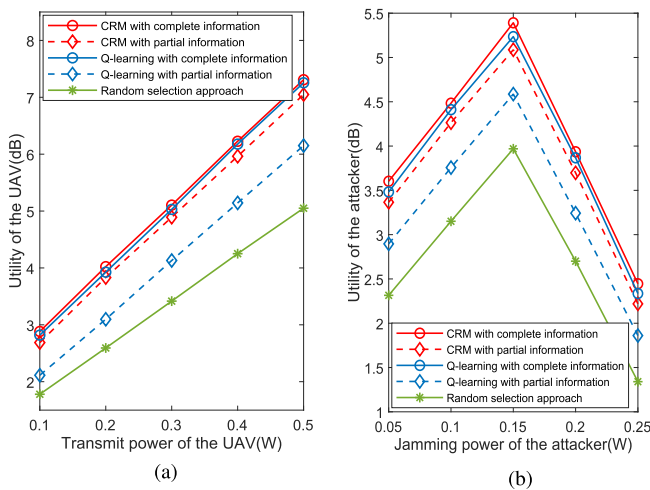 8
7
6
5
4
3
2
CRM with complete information
CRM with partial information
Q-learning with complete information
Q-learning with partial information
Random selection approach
Utility of the UAV(dB)
0.1 0.2 0.3 0.4 0.5
Transmit power of the UAV(W)
(a)
5.5
5
4.5
4
3.5
3
2.5
2
1.5
1
Utility of the attacker(dB)
CRM with complete information
CRM with partial information
Q-learning with complete information
Q-learning with partial information
Random selection approach
0.05 0.1 0.15 0.2 0.25
Jamming power of the attacker(W)
(b)